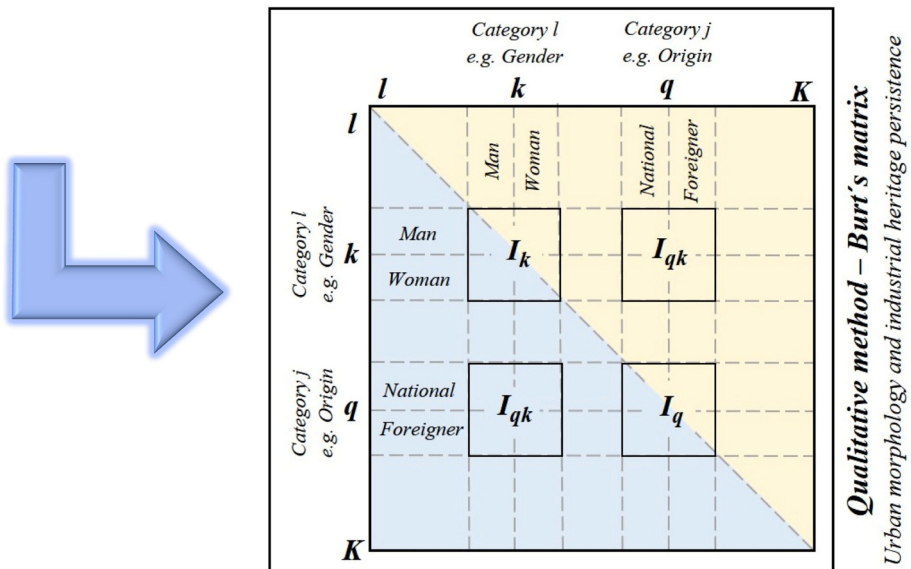 Category l
e.g. Gender
Category j
e.g. Origin
l
k
q
K
l
Man
Woman
National
Foreigner
Category l
e.g. Gender
k
Man
Woman
I_k
I_qk
Category j
e.g. Origin
q
National
Foreigner
I_qk
I_q
K
Qualitative method – Burt´s matrix
Urban morphology and industrial heritage persistence